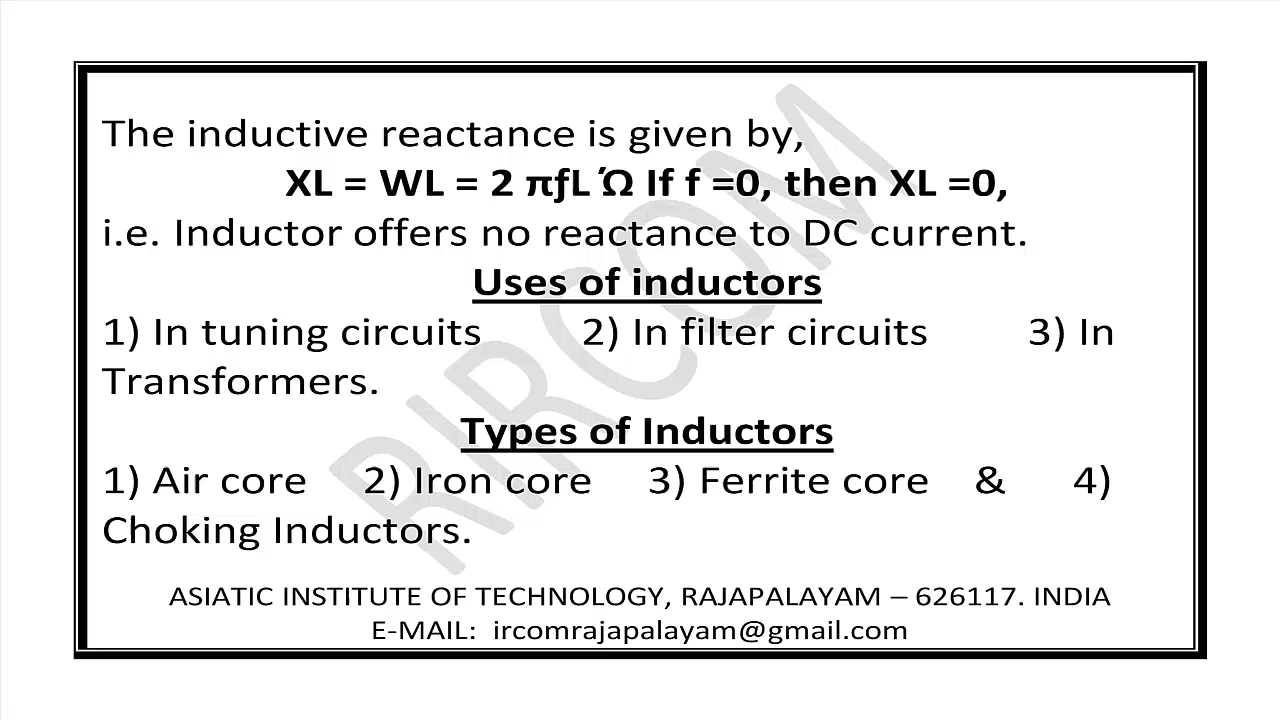 The inductive reactance is given by,
XL = WL = 2 πƒL Ώ If f =0, then XL =0,
i.e. Inductor offers no reactance to DC current.
Uses of inductors
1) In tuning circuits 2) In filter circuits 3) In
Transformers.
Types of Inductors
1) Air core 2) Iron core 3) Ferrite core & 4)
Choking Inductors.
ASIATIC INSTITUTE OF TECHNOLOGY, RAJAPALAYAM – 626117. INDIA
E-MAIL: ircomrajapalayam@gmail.com
RIRCOM